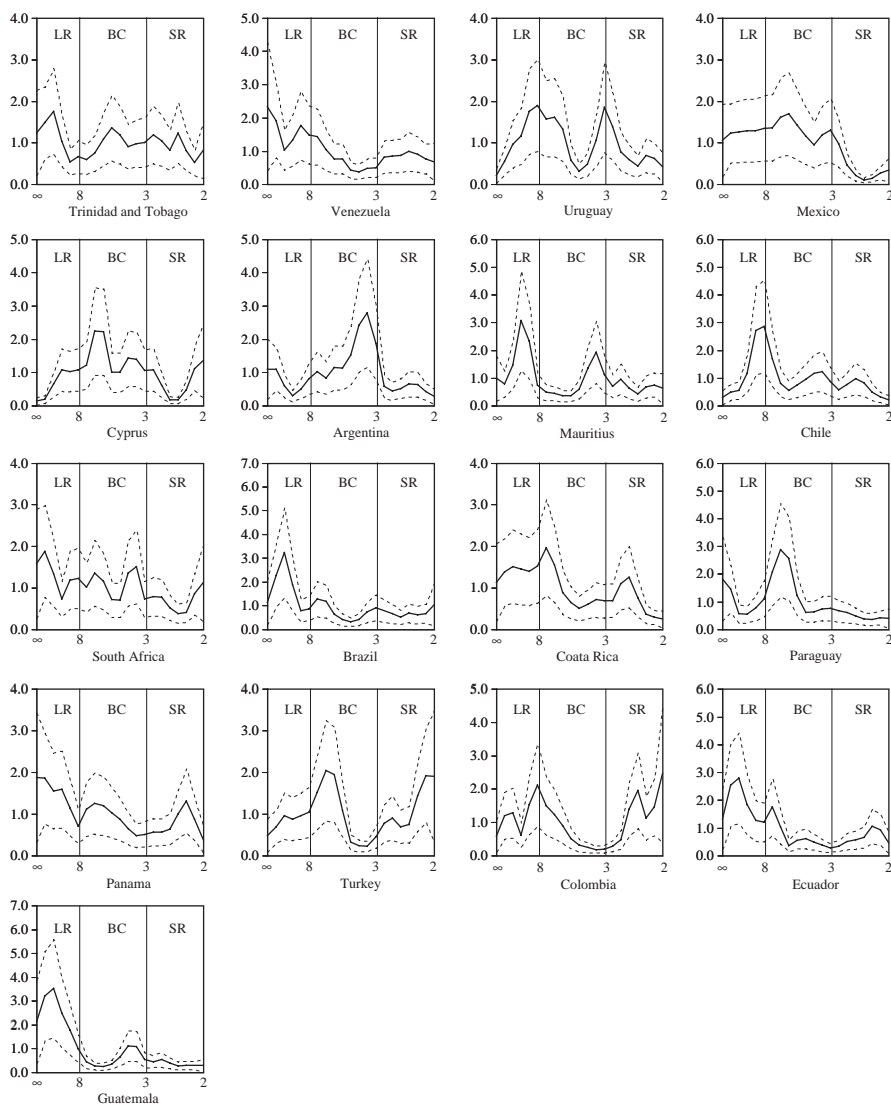 4.0
3.0
2.0
1.0
0.0
LR BC SR
∞ 8 3 2
Trinidad and Tobago
5.0
4.0
3.0
2.0
1.0
0.0
LR BC SR
∞ 8 3 2
Venezuela
4.0
3.0
2.0
1.0
0.0
LR BC SR
∞ 8 3 2
Uruguay
4.0
3.0
2.0
1.0
0.0
LR BC SR
∞ 8 3 2
Mexico
5.0
4.0
3.0
2.0
1.0
0.0
LR BC SR
∞ 8 3 2
Cyprus
5.0
4.0
3.0
2.0
1.0
0.0
LR BC SR
∞ 8 3 2
Argentina
6.0
5.0
4.0
3.0
2.0
1.0
0.0
LR BC SR
∞ 8 3 2
Mauritius
6.0
5.0
4.0
3.0
2.0
1.0
0.0
LR BC SR
∞ 8 3 2
Chile
4.0
3.0
2.0
1.0
0.0
LR BC SR
∞ 8 3 2
South Africa
7.0
6.0
5.0
4.0
3.0
2.0
1.0
0.0
LR BC SR
∞ 8 3 2
Brazil
4.0
3.0
2.0
1.0
0.0
LR BC SR
∞ 8 3 2
Coata Rica
6.0
5.0
4.0
3.0
2.0
1.0
0.0
LR BC SR
∞ 8 3 2
Paraguay
4.0
3.0
2.0
1.0
0.0
LR BC SR
∞ 8 3 2
Panama
4.0
3.0
2.0
1.0
0.0
LR BC SR
∞ 8 3 2
Turkey
5.0
4.0
3.0
2.0
1.0
0.0
LR BC SR
∞ 8 3 2
Colombia
6.0
5.0
4.0
3.0
2.0
1.0
0.0
LR BC SR
∞ 8 3 2
Ecuador
7.0
6.0
5.0
4.0
3.0
2.0
1.0
0.0
LR BC SR
∞ 8 3 2
Guatemala